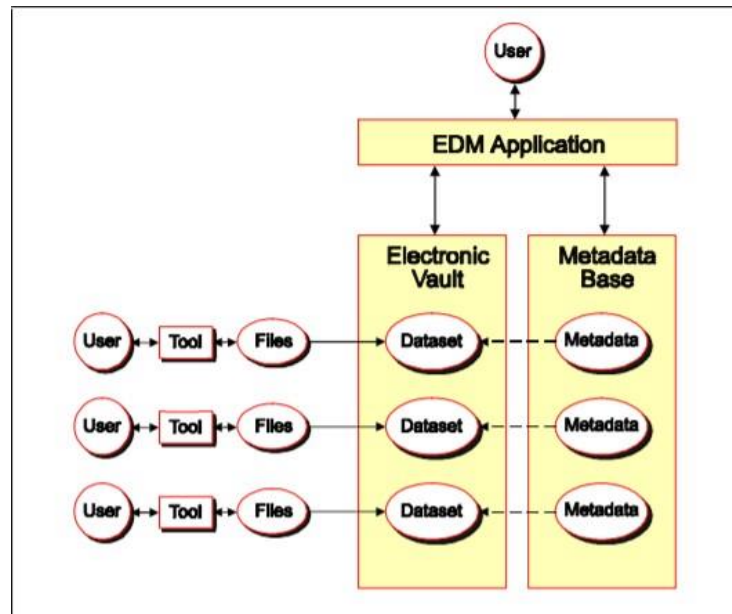 User
EDM Application
Electronic
Vault
Metadata
Base
User Tool Files Dataset Metadata
User Tool Files Dataset Metadata
User Tool Files Dataset Metadata